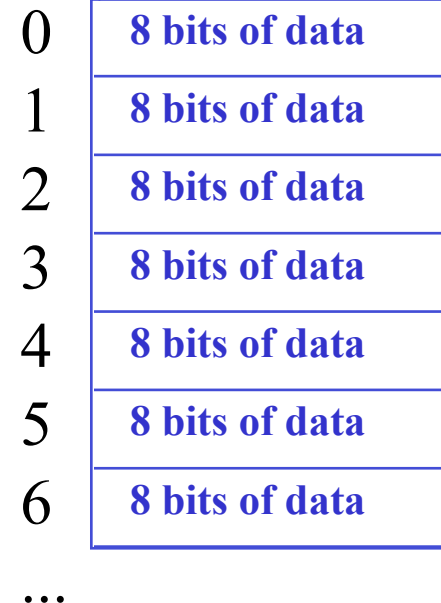 0 8 bits of data
1 8 bits of data
2 8 bits of data
3 8 bits of data
4 8 bits of data
5 8 bits of data
6 8 bits of data
...